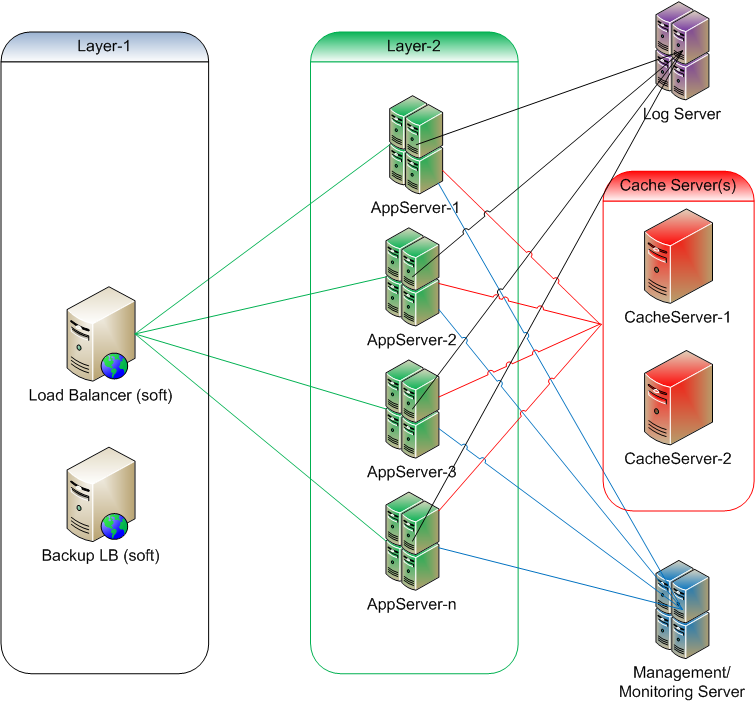 Layer-1
Layer-2
Log Server
Cache Server(s)
AppServer-1
CacheServer-1
AppServer-2
Load Balancer (soft)
CacheServer-2
AppServer-3
Backup LB (soft)
AppServer-n
Management/
Monitoring Server